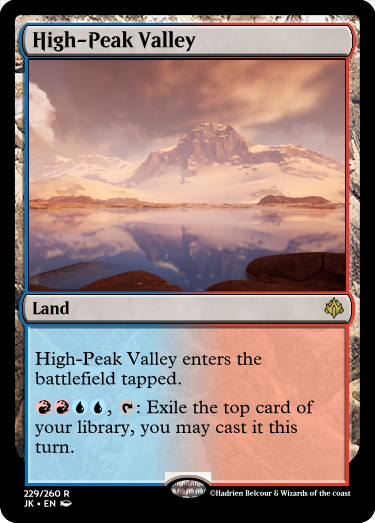 High-Peak Valley
Land
High-Peak Valley enters the
battlefield tapped.
, : Exile the top card of
your library, you may cast it this
turn.
229/260 R
JK • EN
©Hadrien Belcour & Wizards of the coast